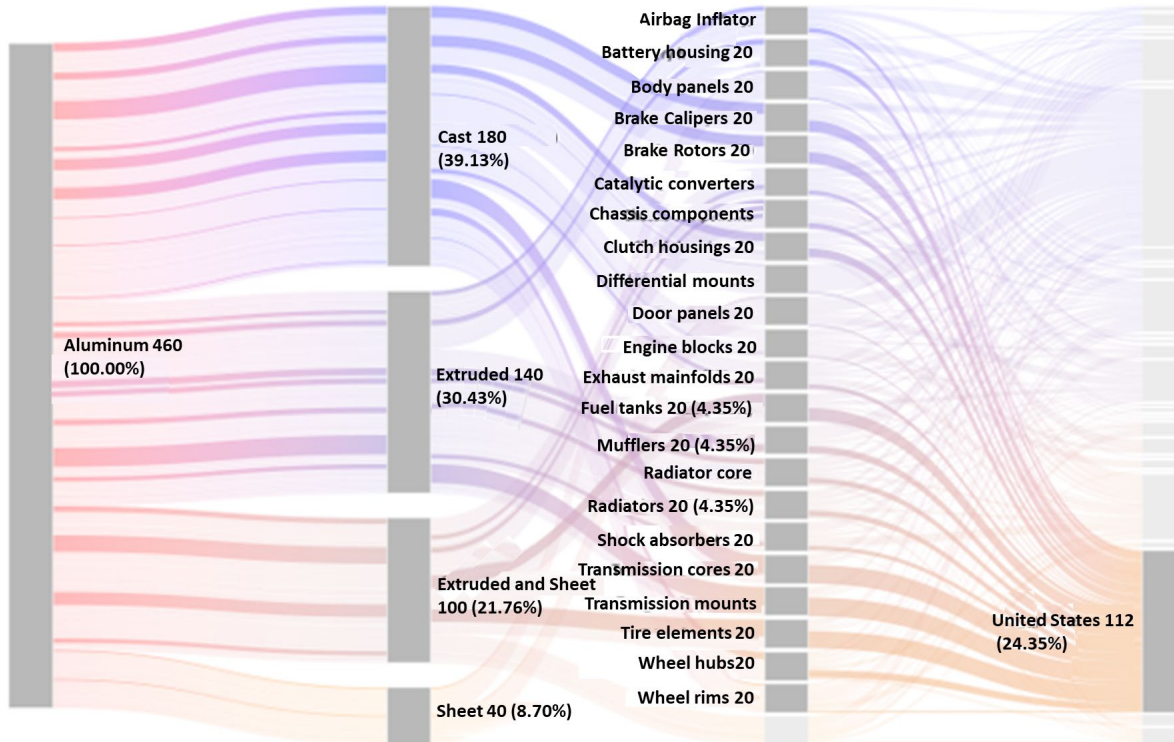 Aluminum 460
(100.00%)
Cast 180
(39.13%)
Extruded 140
(30.43%)
Extruded and Sheet
100 (21.76%)
Sheet 40 (8.70%)
Airbag Inflator
Battery housing 20
Body panels 20
Brake Calipers 20
Brake Rotors 20
Catalytic converters
Chassis components
Clutch housings 20
Differential mounts
Door panels 20
Engine blocks 20
Exhaust mainfolds 20
Fuel tanks 20 (4.35%)
Mufflers 20 (4.35%)
Radiator core
Radiators 20 (4.35%)
Shock absorbers 20
Transmission cores 20
Transmission mounts
Tire elements 20
Wheel hubs20
Wheel rims 20
United States 112
(24.35%)